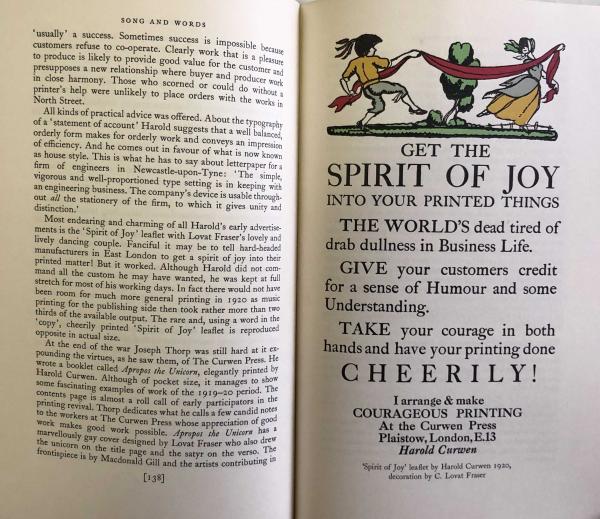 SONG AND WORDS
'usually' a success. Sometimes success is impossible because
customers refuse to co-operate. Clearly work that is a pleasure
to produce is likely to provide good value for the customer and
presupposes a new relationship where buyer and producer work
in close harmony. Those who scorned or could do without a
printer's help were unlikely to place orders with the works in
North Street.
All kinds of practical advice was offered. About the typography
of a 'statement of account' Harold suggests that a well balanced,
orderly form makes for orderly work and conveys an impression
of efficiency. And he comes out in favour of what is now known
as house style. This is what he has to say about letterpaper for a
firm of engineers in Newcastle-upon-Tyne: 'The simple,
vigorous and well-proportioned type setting is in keeping with
an engineering business. The company's device is usable through-
out all the stationery of the firm, to which it gives unity and
distinction.'
Most endearing and charming of all Harold's early advertise-
ments is the 'Spirit of Joy' leaflet with Lovat Fraser's lovely and
lively dancing couple. Fanciful it may be to tell hard-headed
manufacturers in East London to get a spirit of joy into their
printed matter! But it worked. Although Harold did not com-
mand all the custom he may have wanted, he was kept at full
stretch for most of his working days. In fact there would not have
been room for much more general printing in 1920 as music
printing for the publishing side then took rather more than two
thirds of the available output. The rare and, using a word in the
'copy', cheerily printed 'Spirit of Joy' leaflet is reproduced
opposite in actual size.
At the end of the war Joseph Thorp was still hard at it ex-
pounding the virtues, as he saw them, of The Curwen Press. He
wrote a booklet called Apropos the Unicorn, elegantly printed by
Harold Curwen. Although of pocket size, it manages to show
some fascinating examples of work of the 1919-20 period. The
contents page is almost a roll call of early participators in the
printing revival. Thorp dedicates what he calls a few candid notes
to the workers at The Curwen Press whose appreciation of good
work makes good work possible. Apropos the Unicorn has a
marvellously gay cover designed by Lovat Fraser who also drew
the unicorn on the title page and the satyr on the verso. The
frontispiece is by Macdonald Gill and the artists contributing in
[138]
GET THE
SPIRIT OF JOY
INTO YOUR PRINTED THINGS
THE WORLD'S dead tired of
drab dullness in Business Life.
GIVE your customers credit
for a sense of Humour and some
Understanding.
TAKE your courage in both
hands and have your printing done
CHEERILY!
I arrange & make
COURAGEOUS PRINTING
At the Curwen Press
Plaistow, London, E.13
Harold Curwen
'Spirit of Joy' leaflet by Harold Curwen 1920,
decoration by C. Lovat Fraser